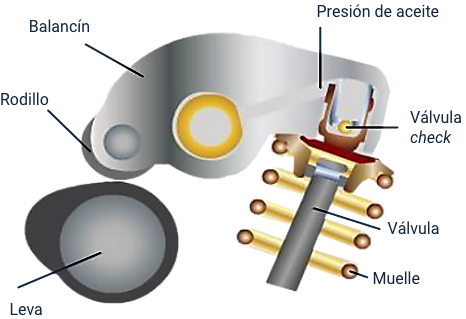 Presión de aceite
Balancín
Rodillo
Válvula
check
Válvula
Muelle
Leva